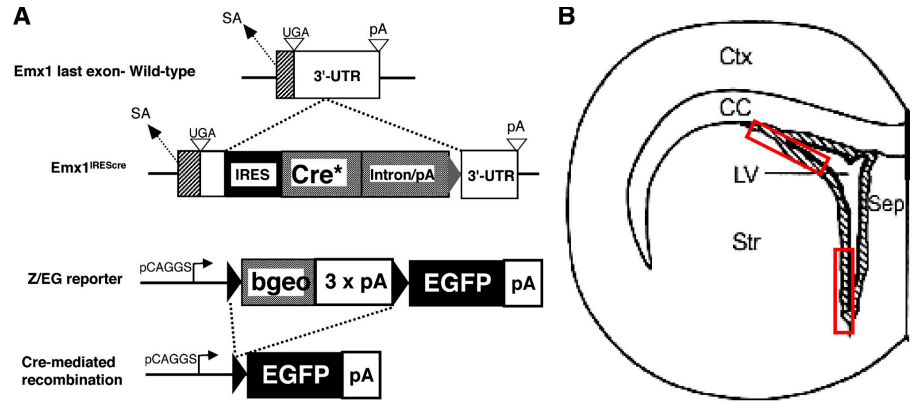 A
SA
UGA
pA
Emx1 last exon- Wild-type
3'-UTR
SA
UGA
pA
Emx1IREScre
IRES
Cre*
Intron/pA
3'-UTR
pCAGGS
Z/EG reporter
bgeo
3 x pA
EGFP
pA
Cre-mediated
recombination
pCAGGS
EGFP
pA
B
Ctx
CC
LV
Sep
Str